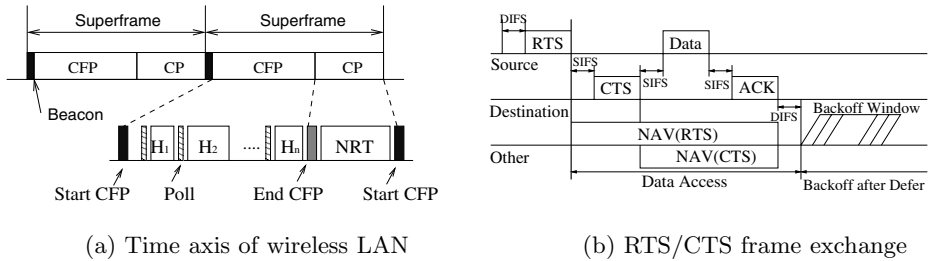 Superframe
Superframe
CFP
CP
CFP
CP
Beacon
H1
H2
....
Hn
NRT
Start CFP
Poll
End CFP
Start CFP
(a) Time axis of wireless LAN
DIFS
RTS
Data
Source
SIFS
SIFS
SIFS
CTS
ACK
Destination
DIFS
Backoff Window
NAV(RTS)
Other
NAV(CTS)
Data Access
Backoff after Defer
(b) RTS/CTS frame exchange